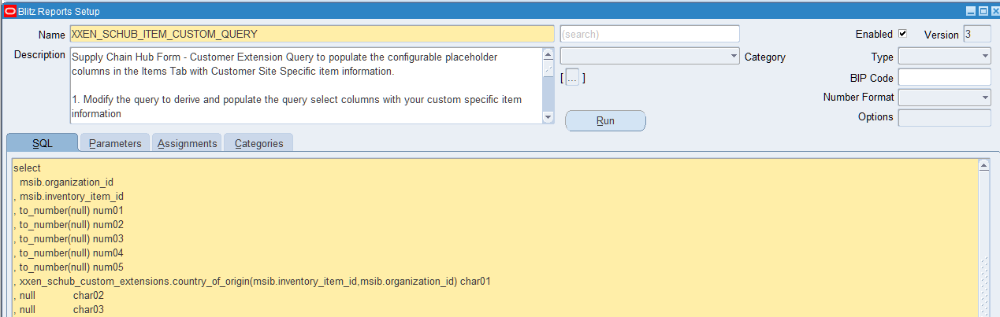 Blitz Reports Setup
Name XXEN_SCHUB_ITEM_CUSTOM_QUERY (search) Enabled Version 3
Description Supply Chain Hub Form - Customer Extension Query to populate the configurable placeholder
columns in the Items Tab with Customer Site Specific item information.
1. Modify the query to derive and populate the query select columns with your custom specific item
information
Category
[ ... ]
Run
Type
BIP Code
Number Format
Options
SQL Parameters Assignments Categories
select
msib.organization_id
, msib.inventory_item_id
, to_number(null) num01
, to_number(null) num02
, to_number(null) num03
, to_number(null) num04
, to_number(null) num05
, xxen_schub_custom_extensions.country_of_origin(msib.inventory_item_id,msib.organization_id) char01
, null char02
, null char03